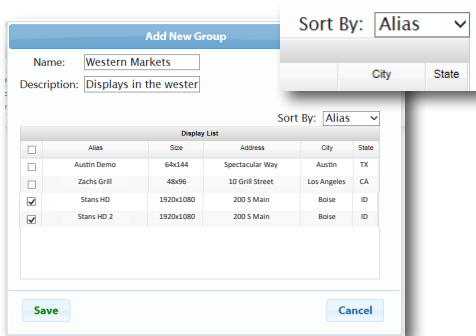 Add New Group
Name: Western Markets
Description: Displays in the wester
Sort By: Alias
Display List
Alias Size Address City State
Austin Demo 64x144 Spectacular Way Austin TX
Zachs Grill 48x96 10 Grill Street Los Angeles CA
Stans HD 1920x1080 200 S Main Boise ID
Stans HD 2 1920x1080 200 S Main Boise ID
Save Cancel
Sort By: Alias
City State